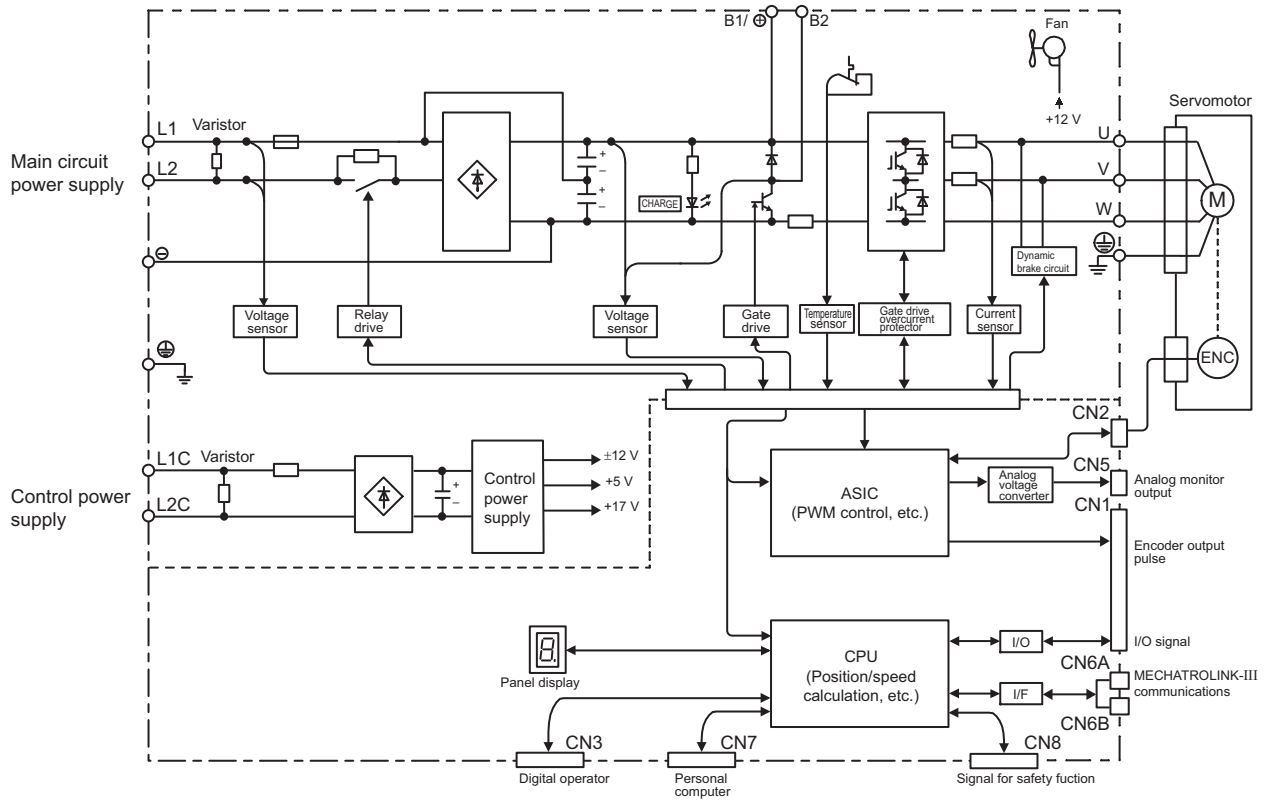 B1/ ⊕
B2
Fan
+12 V
Servomotor
Main circuit
power supply
L1
Varistor
L2
+
–
+
–
CHARGE
U
V
W
M
⊖
Dynamic
brake circuit
Voltage
sensor
Relay
drive
Voltage
sensor
Gate
drive
Temperature
sensor
Gate drive
overcurrent
protector
Current
sensor
ENC
Control power
supply
L1C
Varistor
L2C
+
–
Control
power
supply
±12 V
+5 V
+17 V
ASIC
(PWM control, etc.)
Analog
voltage
converter
CN2
CN5
Analog monitor
output
CN1
Encoder output
pulse
I/O signal
8.
Panel display
CPU
(Position/speed
calculation, etc.)
I/O
I/F
CN6A
MECHATROLINK-III
communications
CN6B
CN3
Digital operator
CN7
Personal
computer
CN8
Signal for safety fuction